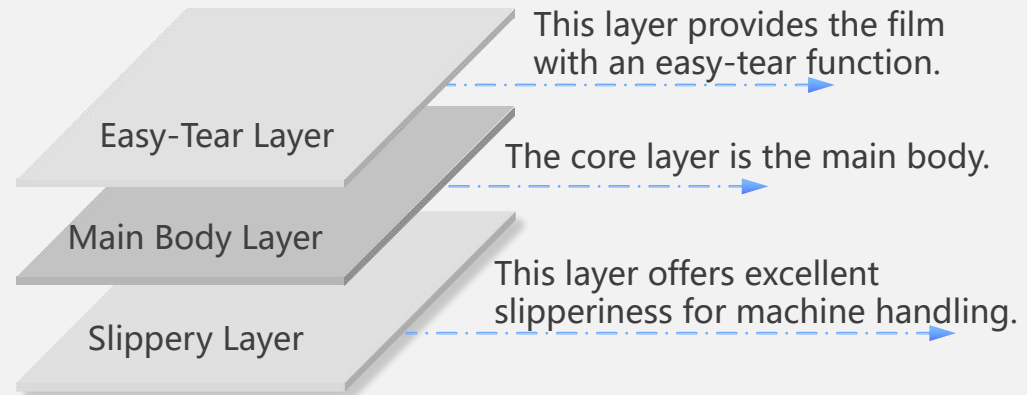 This layer provides the film
with an easy-tear function.
Easy-Tear Layer
The core layer is the main body.
Main Body Layer
This layer offers excellent
slipperiness for machine handling.
Slippery Layer